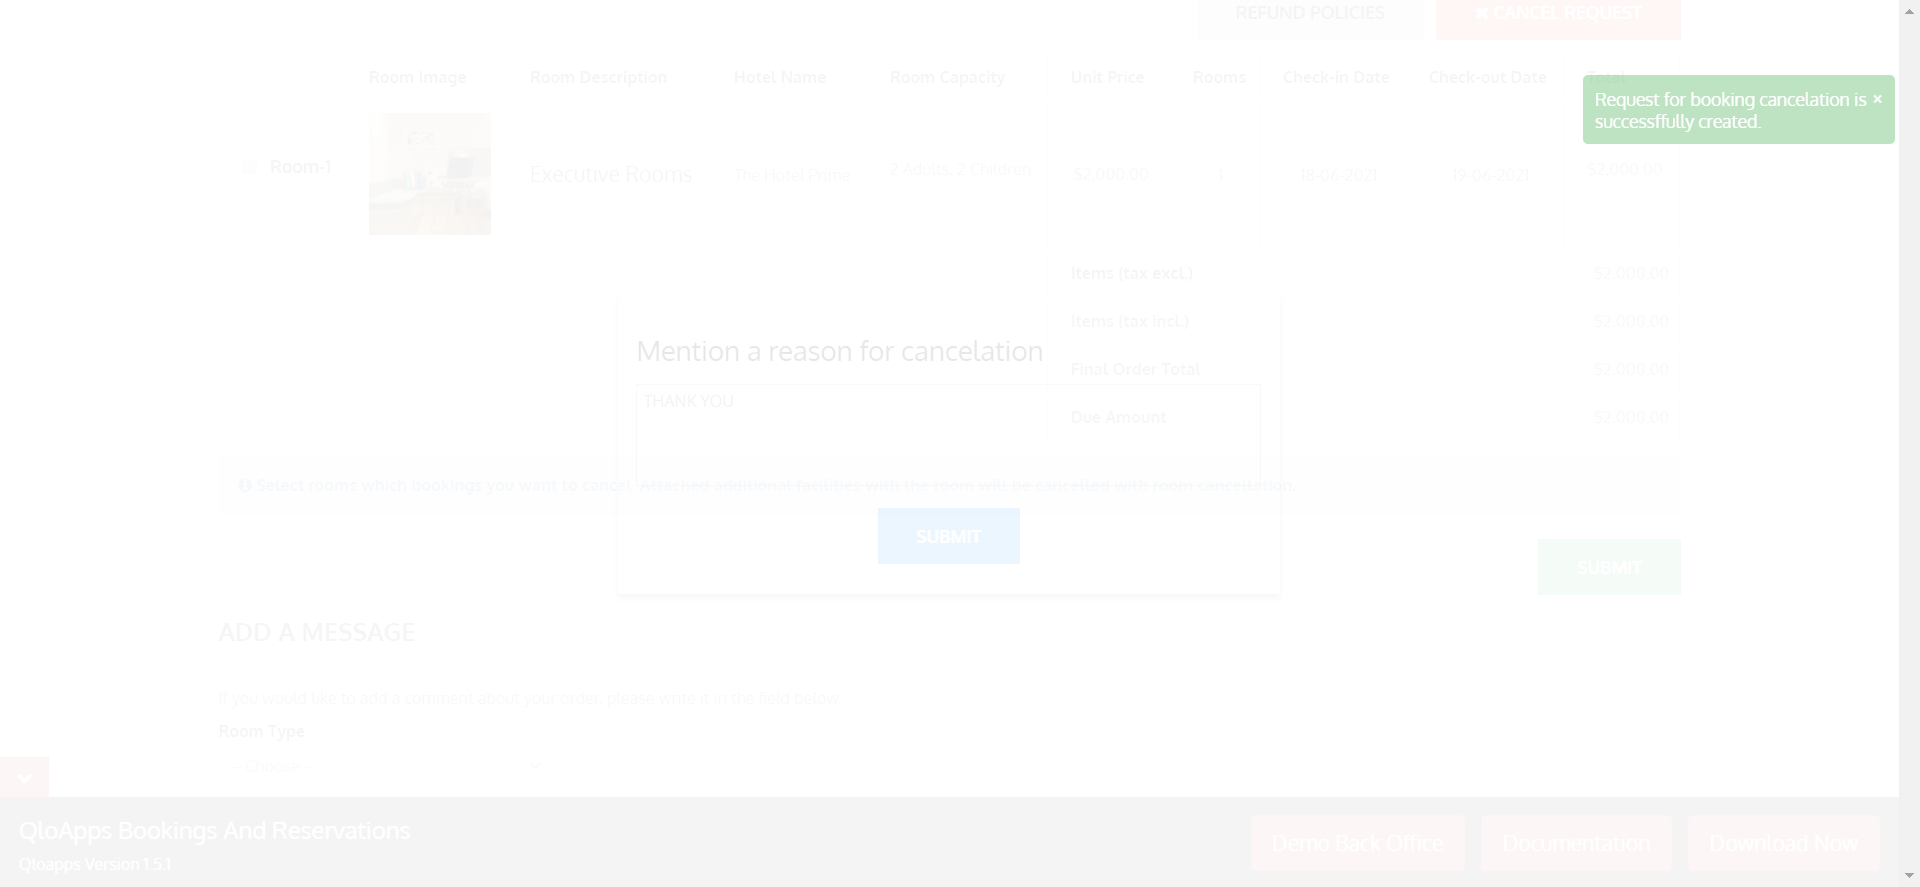 REFUND POLICIES
✖ CANCEL REQUEST
Room Image Room Description Hotel Name Room Capacity Unit Price Rooms Check-in Date Check-out Date Total
Request for booking cancelation is ×
successffully created.
Room-1 Executive Rooms The Hotel Prime 2 Adults, 2 Children $2,000.00 1 18-06-2021 19-06-2021 $2,000.00
Items (tax excl.) $2,000.00
Items (tax incl.) $2,000.00
Final Order Total $2,000.00
Due Amount $2,000.00
Mention a reason for cancelation
THANK YOU
Select rooms which bookings you want to cancel. Attached additional facilities with the room will be cancelled with room cancellation.
SUBMIT
SUBMIT
ADD A MESSAGE
If you would like to add a comment about your order, please write it in the field below.
Room Type
-- Choose --
QloApps Bookings And Reservations
Qloapps Version 1.5.1
Demo Back Office
Documentation
Download Now